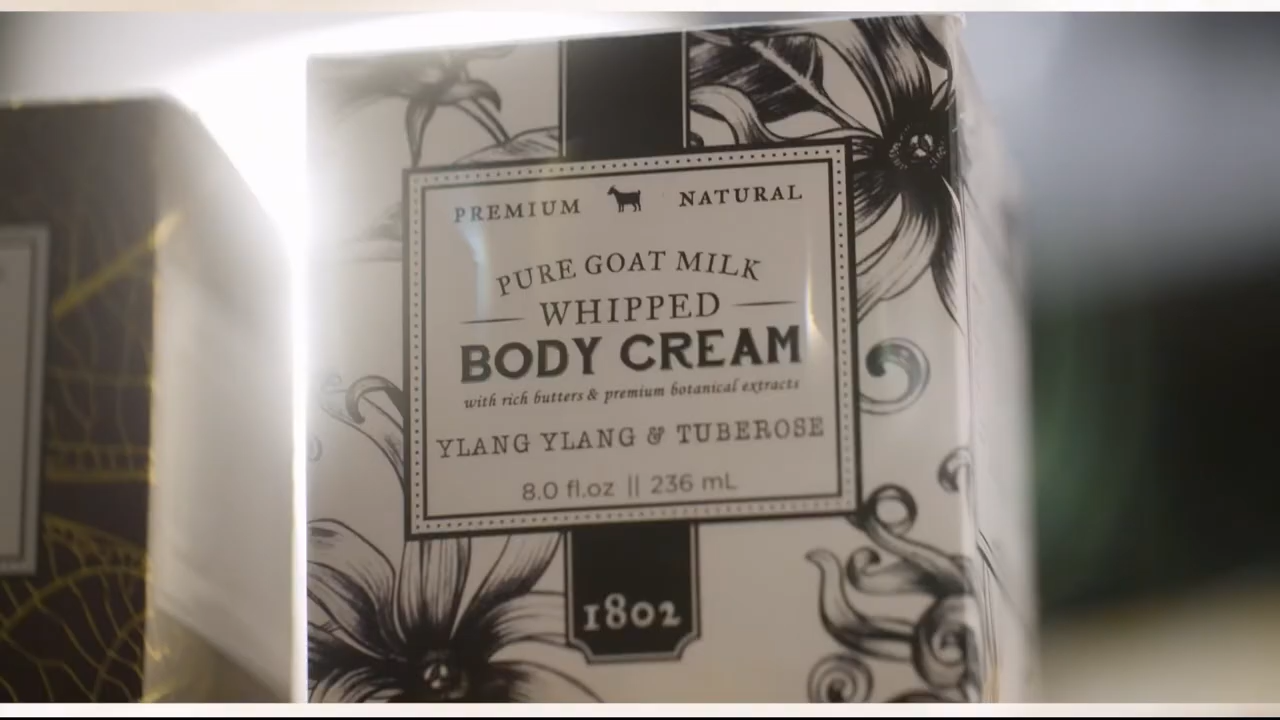 PREMIUM NATURAL
PURE GOAT MILK
WHIPPED
BODY CREAM
with rich butters & premium botanical extracts
YLANG YLANG & TUBEROSE
8.0 fl.oz || 236 mL
1802